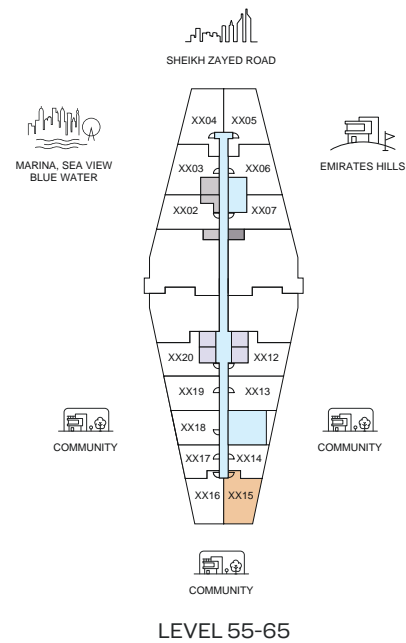 SHEIKH ZAYED ROAD
XX04
XX05
MARINA, SEA VIEW
BLUE WATER
EMIRATES HILLS
XX03
XX06
XX02
XX07
XX20
XX12
XX19
XX13
XX18
COMMUNITY
COMMUNITY
XX17
XX14
XX16
XX15
COMMUNITY
LEVEL 55-65